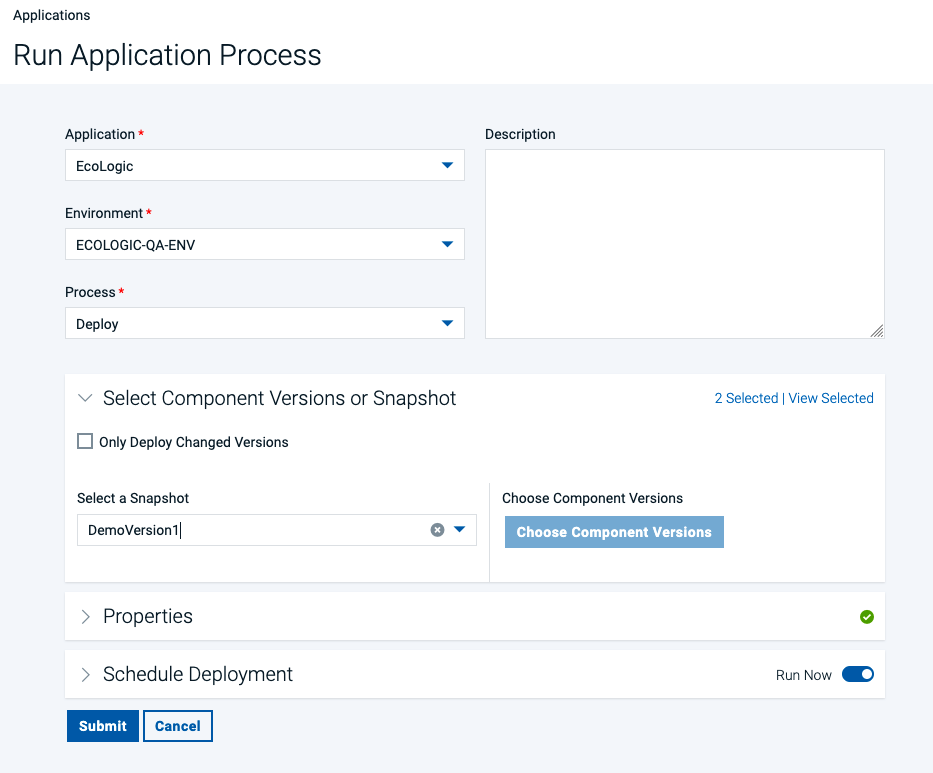 Applications
Run Application Process
Application *
EcoLogic
Environment *
ECOLOGIC-QA-ENV
Process *
Deploy
Description
Select Component Versions or Snapshot
2 Selected | View Selected
Only Deploy Changed Versions
Select a Snapshot
DemoVersion1
Choose Component Versions
Choose Component Versions
Properties
Schedule Deployment
Run Now
Submit
Cancel